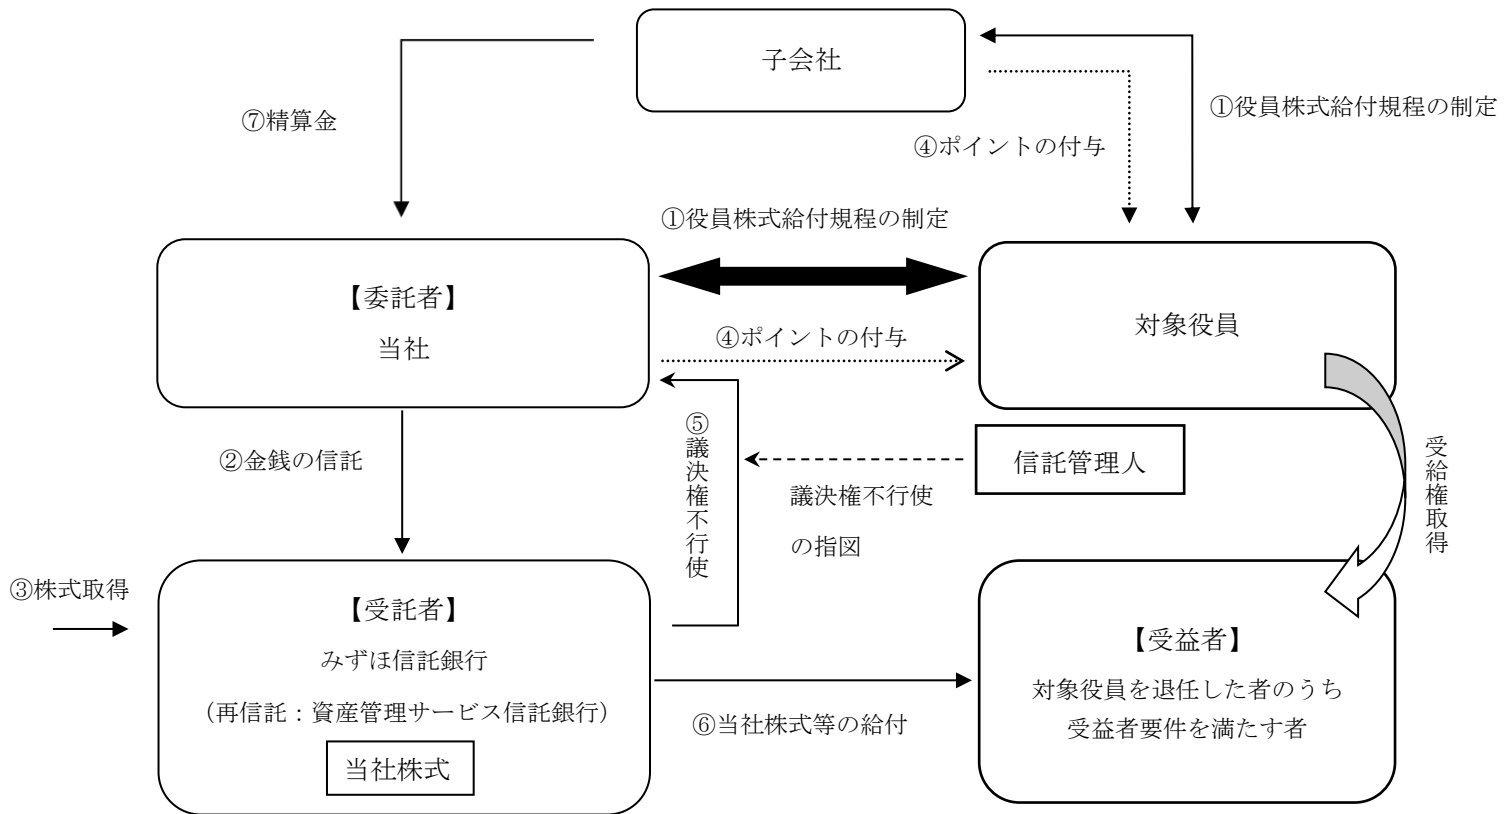 子会社
①役員株式給付規程の制定
⑦精算金
④ポイントの付与
①役員株式給付規程の制定
【委託者】
当社
対象役員
④ポイントの付与
⑤議決権不行使
②金銭の信託
信託管理人
議決権不行使
の指図
受給権取得
③株式取得
【受託者】
みずほ信託銀行
（再信託：資産管理サービス信託銀行）
当社株式
⑥当社株式等の給付
【受益者】
対象役員を退任した者のうち
受益者要件を満たす者